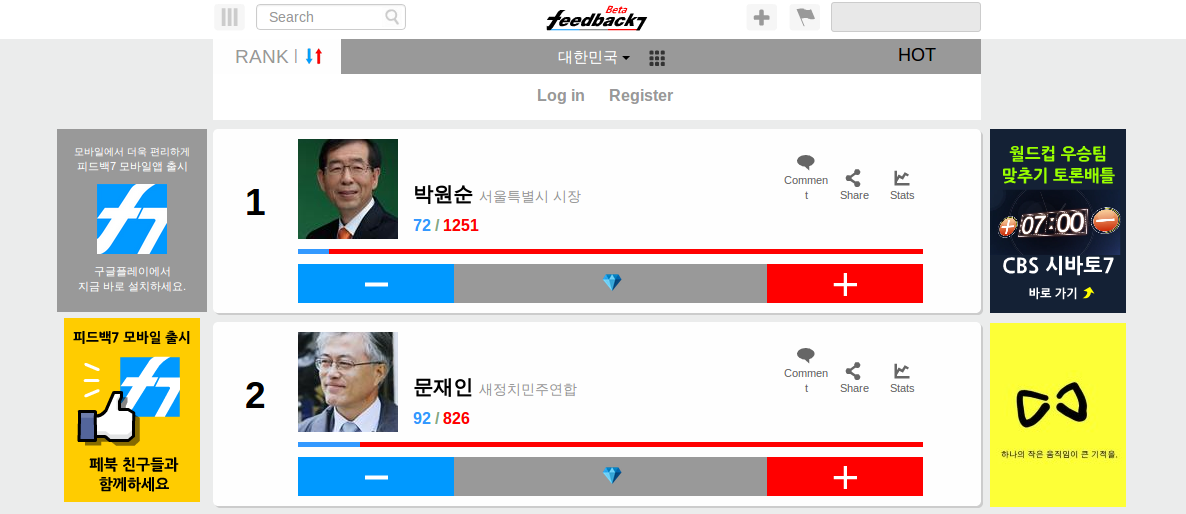 Search
Beta
feedback7
RANK
대한민국
HOT
Log in Register
모바일에서 더욱 편리하게
피드백7 모바일앱 출시
f7
구글플레이에서
지금 바로 설치하세요.
피드백7 모바일 출시
f7
페북 친구들과
함께하세요
1
박원순 서울특별시 시장
72 / 1251
Commen
t
Share
Stats
2
문재인 새정치민주연합
92 / 826
Commen
t
Share
Stats
월드컵 우승팀
맞추기 토론배틀
07:00
CBS 시바토7
바로 가기
하나의 작은 움직임이 큰 기적을,